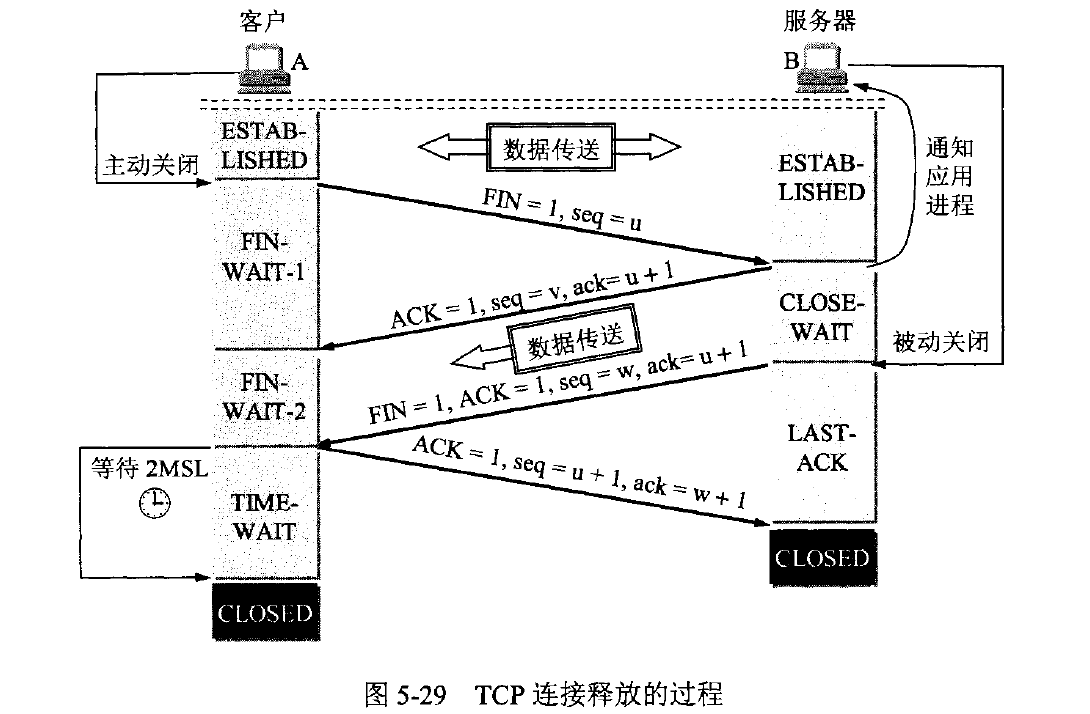 客户
服务器
A
B
ESTAB-
LISHED
数据传送
ESTAB-
LISHED
通知
应用
进程
主动关闭
FIN = 1, seq = u
FIN-
WAIT-1
ACK = 1, seq = v, ack= u + 1
CLOSE-
WAIT
数据传送
被动关闭
FIN = 1, ACK = 1, seq = w, ack= u + 1
FIN-
WAIT-2
ACK = 1, seq = u + 1, ack = w + 1
LAST-
ACK
等待 2MSL
TIME-
WAIT
CLOSED
CLOSED
图 5-29 TCP 连接释放的过程